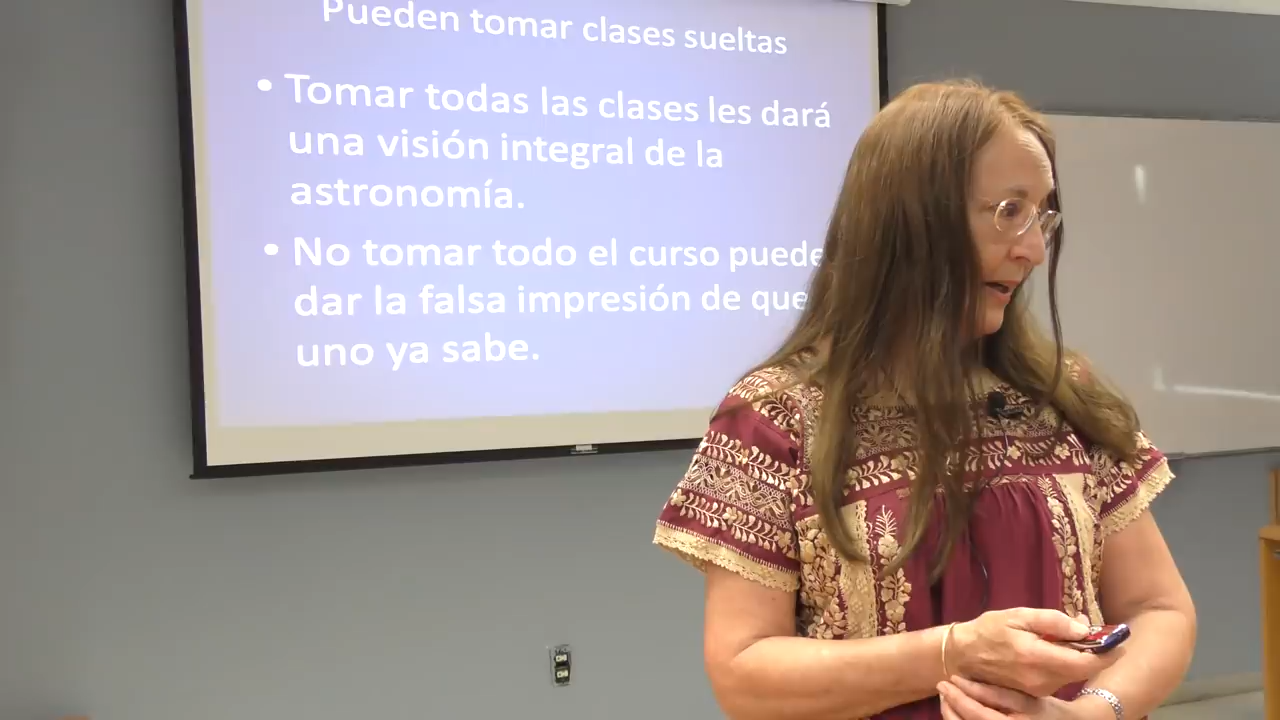 Pueden tomar clases sueltas
• Tomar todas las clases les dará
una visión integral de la
astronomía.
• No tomar todo el curso puede
dar la falsa impresión de que
uno ya sabe.